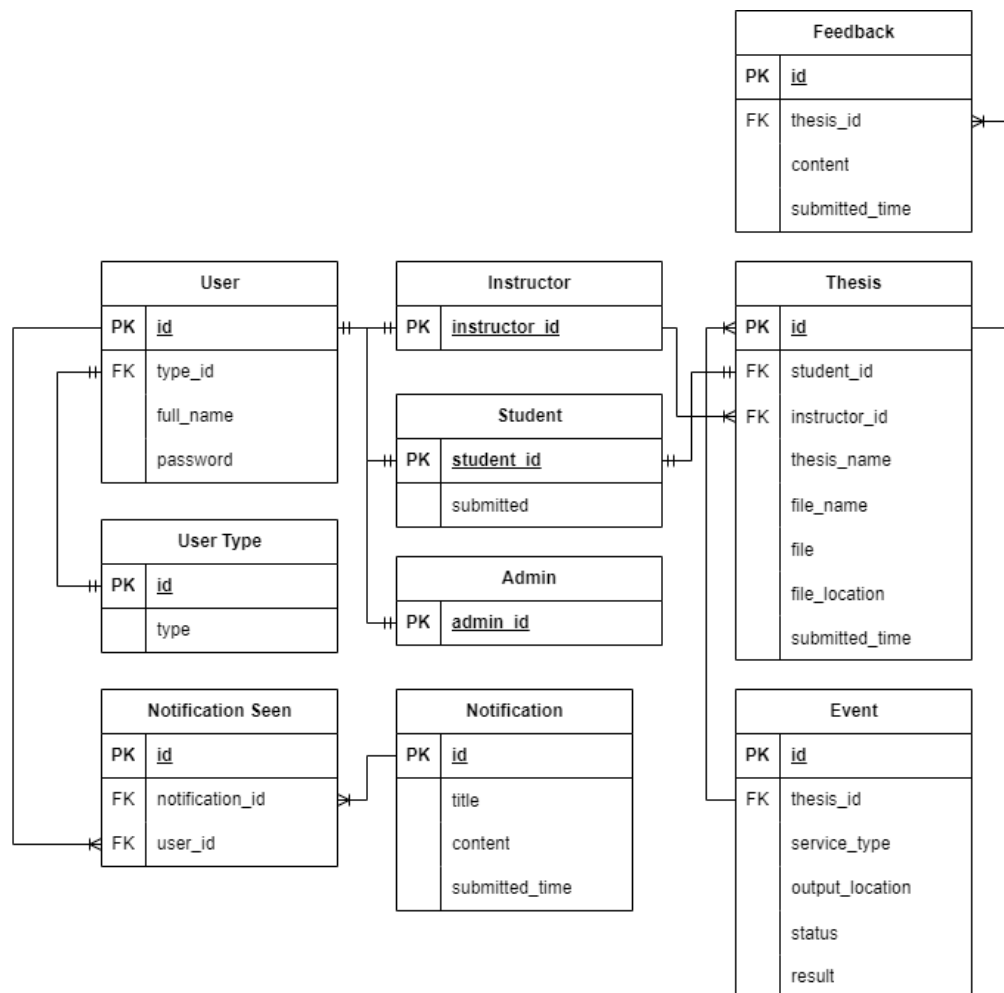 Feedback
PK id
FK thesis_id
content
submitted_time
User
PK id
FK type_id
full_name
password
Instructor
PK instructor_id
Thesis
PK id
FK student_id
FK instructor_id
thesis_name
file_name
file
file_location
submitted_time
Student
PK student_id
submitted
User Type
PK id
type
Admin
PK admin_id
Notification Seen
PK id
FK notification_id
FK user_id
Notification
PK id
title
content
submitted_time
Event
PK id
FK thesis_id
service_type
output_location
status
result